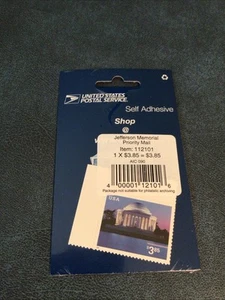 UNITED STATES
POSTAL SERVICE®
Self Adhesive
Shop
@
Jefferson Memorial
Priority Mail
Item: 112101
1 X $3.85 = $3.85
4 00001 12101 6
Package not suitable for philatelic archiving
USA
$3.85